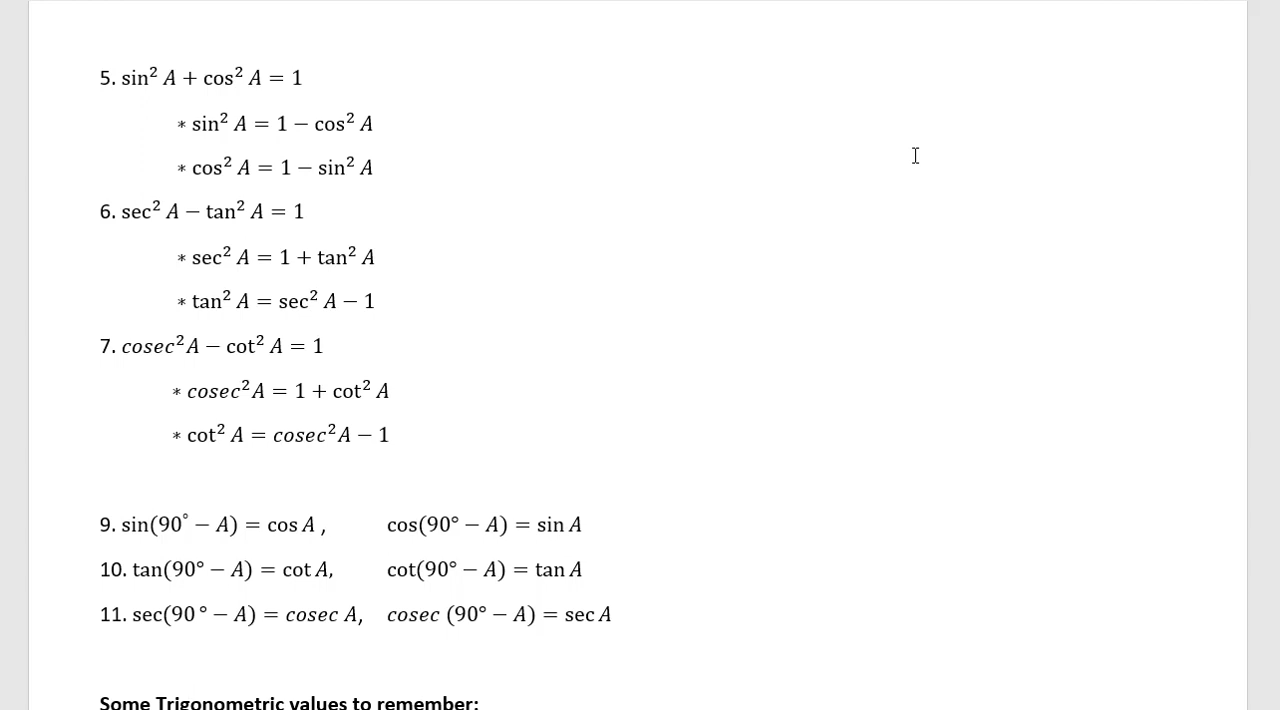 5. sin² A + cos² A = 1
∗ sin² A = 1 − cos² A
∗ cos² A = 1 − sin² A
6. sec² A − tan² A = 1
∗ sec² A = 1 + tan² A
∗ tan² A = sec² A − 1
7. cosec²A − cot² A = 1
∗ cosec²A = 1 + cot² A
∗ cot² A = cosec²A − 1
9. sin(90° − A) = cos A , cos(90° − A) = sin A
10. tan(90° − A) = cot A, cot(90° − A) = tan A
11. sec(90° − A) = cosec A, cosec (90° − A) = sec A
Some Trigonometric values to remember: